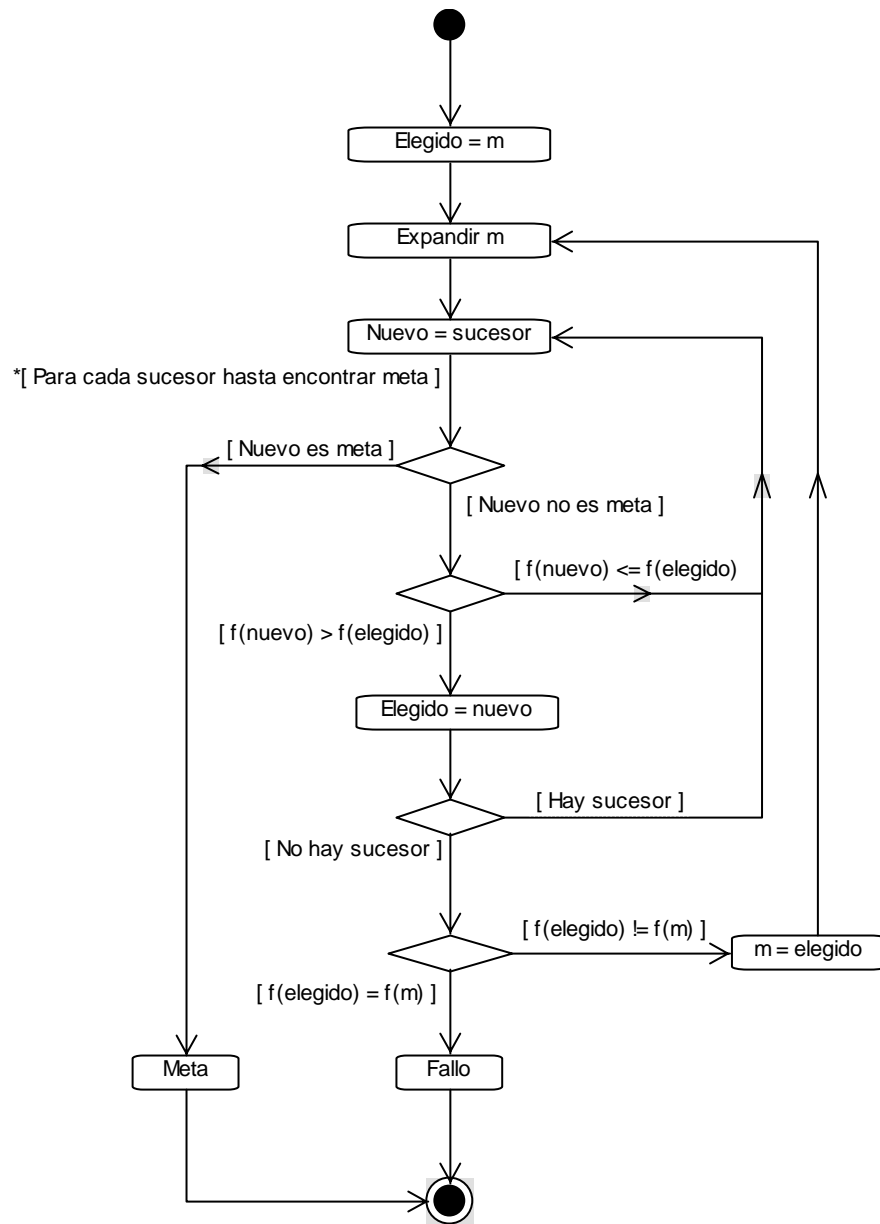 Elegido = m
Expandir m
Nuevo = sucesor
*[ Para cada sucesor hasta encontrar meta ]
[ Nuevo es meta ]
[ Nuevo no es meta ]
[ f(nuevo) <= f(elegido)
[ f(nuevo) > f(elegido) ]
Elegido = nuevo
[ Hay sucesor ]
[ No hay sucesor ]
[ f(elegido) != f(m) ]
m = elegido
[ f(elegido) = f(m) ]
Meta
Fallo